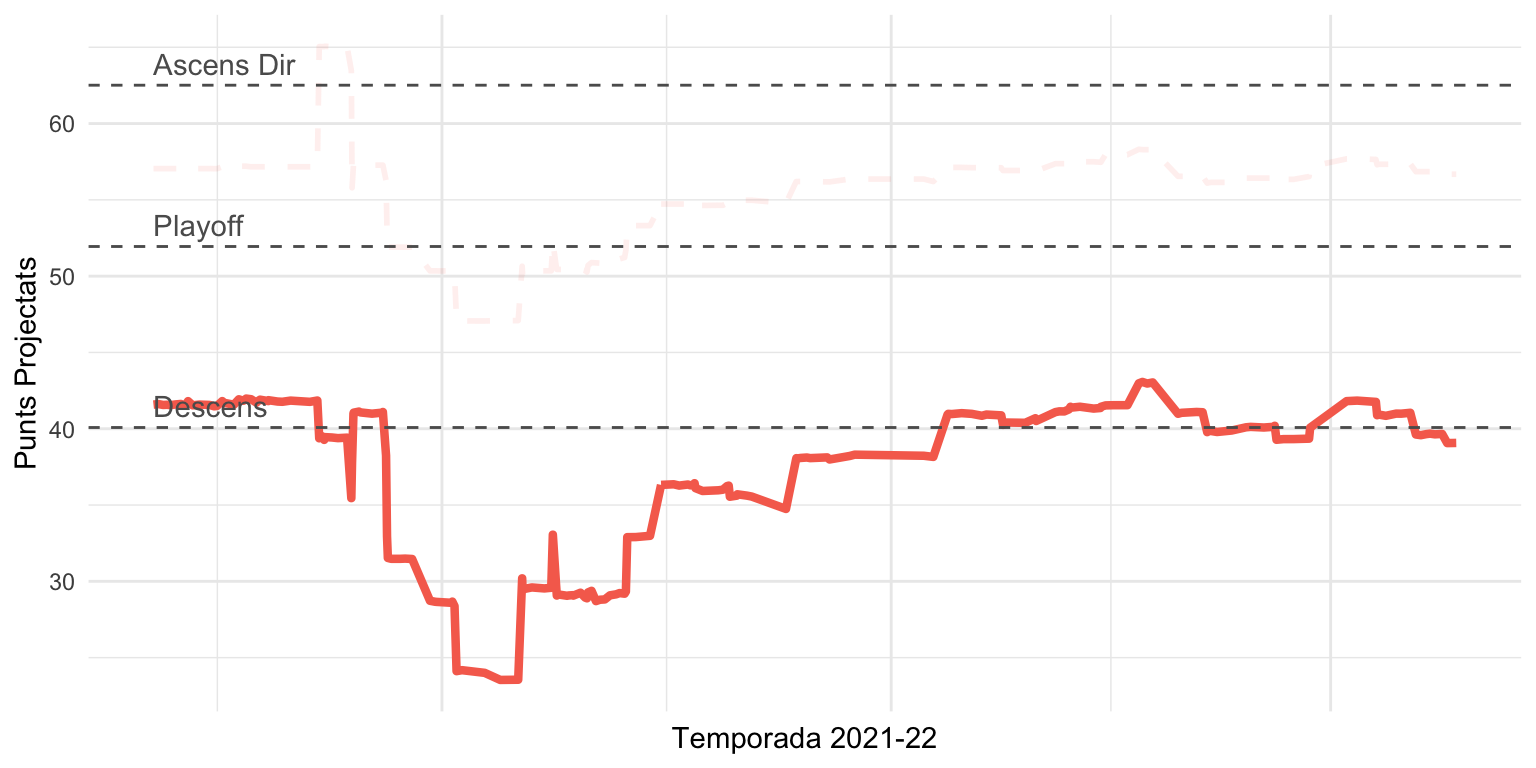 Ascens Dir
60
Playoff
50
Descens
40
30
Punts Projectats
Temporada 2021-22